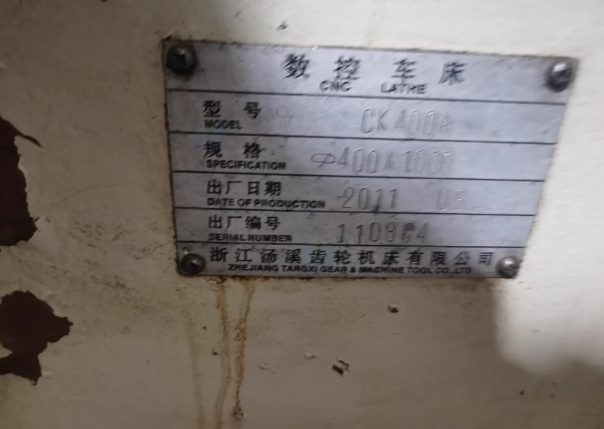 数控车床
CNC LATHE
型号 CK400A
MODEL
规格 φ400×1000
SPECIFICATION
出厂日期 2011
DATE OF PRODUCTION
出厂编号
SERIAL NUMBER
浙江汤溪齿轮机床有限公司
ZHEJIANG TANGXI GEAR & MACHINE TOOL CO.,LTD